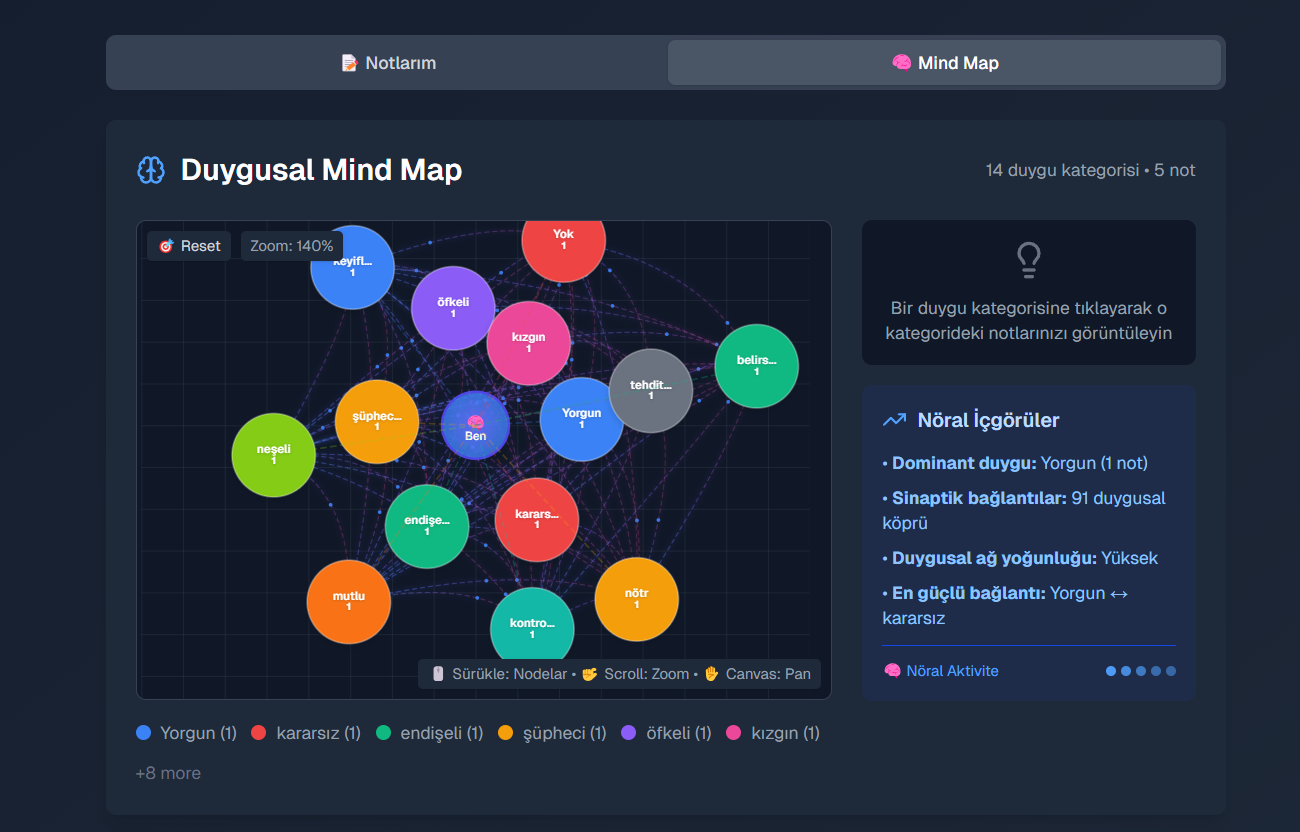 Notlarım
Mind Map
Duygusal Mind Map
14 duygu kategorisi • 5 not
Reset
Zoom: 140%
keyifl...
1
Yok
1
öfkeli
1
kızgın
1
belirs...
1
tehdit...
1
Yorgun
1
şüphec...
1
Ben
neşeli
1
endişe...
1
karars...
1
mutlu
1
nötr
1
kontro...
1
Sürükle: Nodelar • Scroll: Zoom • Canvas: Pan
Yorgun (1)
kararsız (1)
endişeli (1)
şüpheci (1)
öfkeli (1)
kızgın (1)
+8 more
Bir duygu kategorisine tıklayarak o
kategorideki notlarınızı görüntüleyin
Nöral İçgörüler
• Dominant duygu: Yorgun (1 not)
• Sinaptik bağlantılar: 91 duygusal
köprü
• Duygusal ağ yoğunluğu: Yüksek
• En güçlü bağlantı: Yorgun ↔
kararsız
Nöral Aktivite